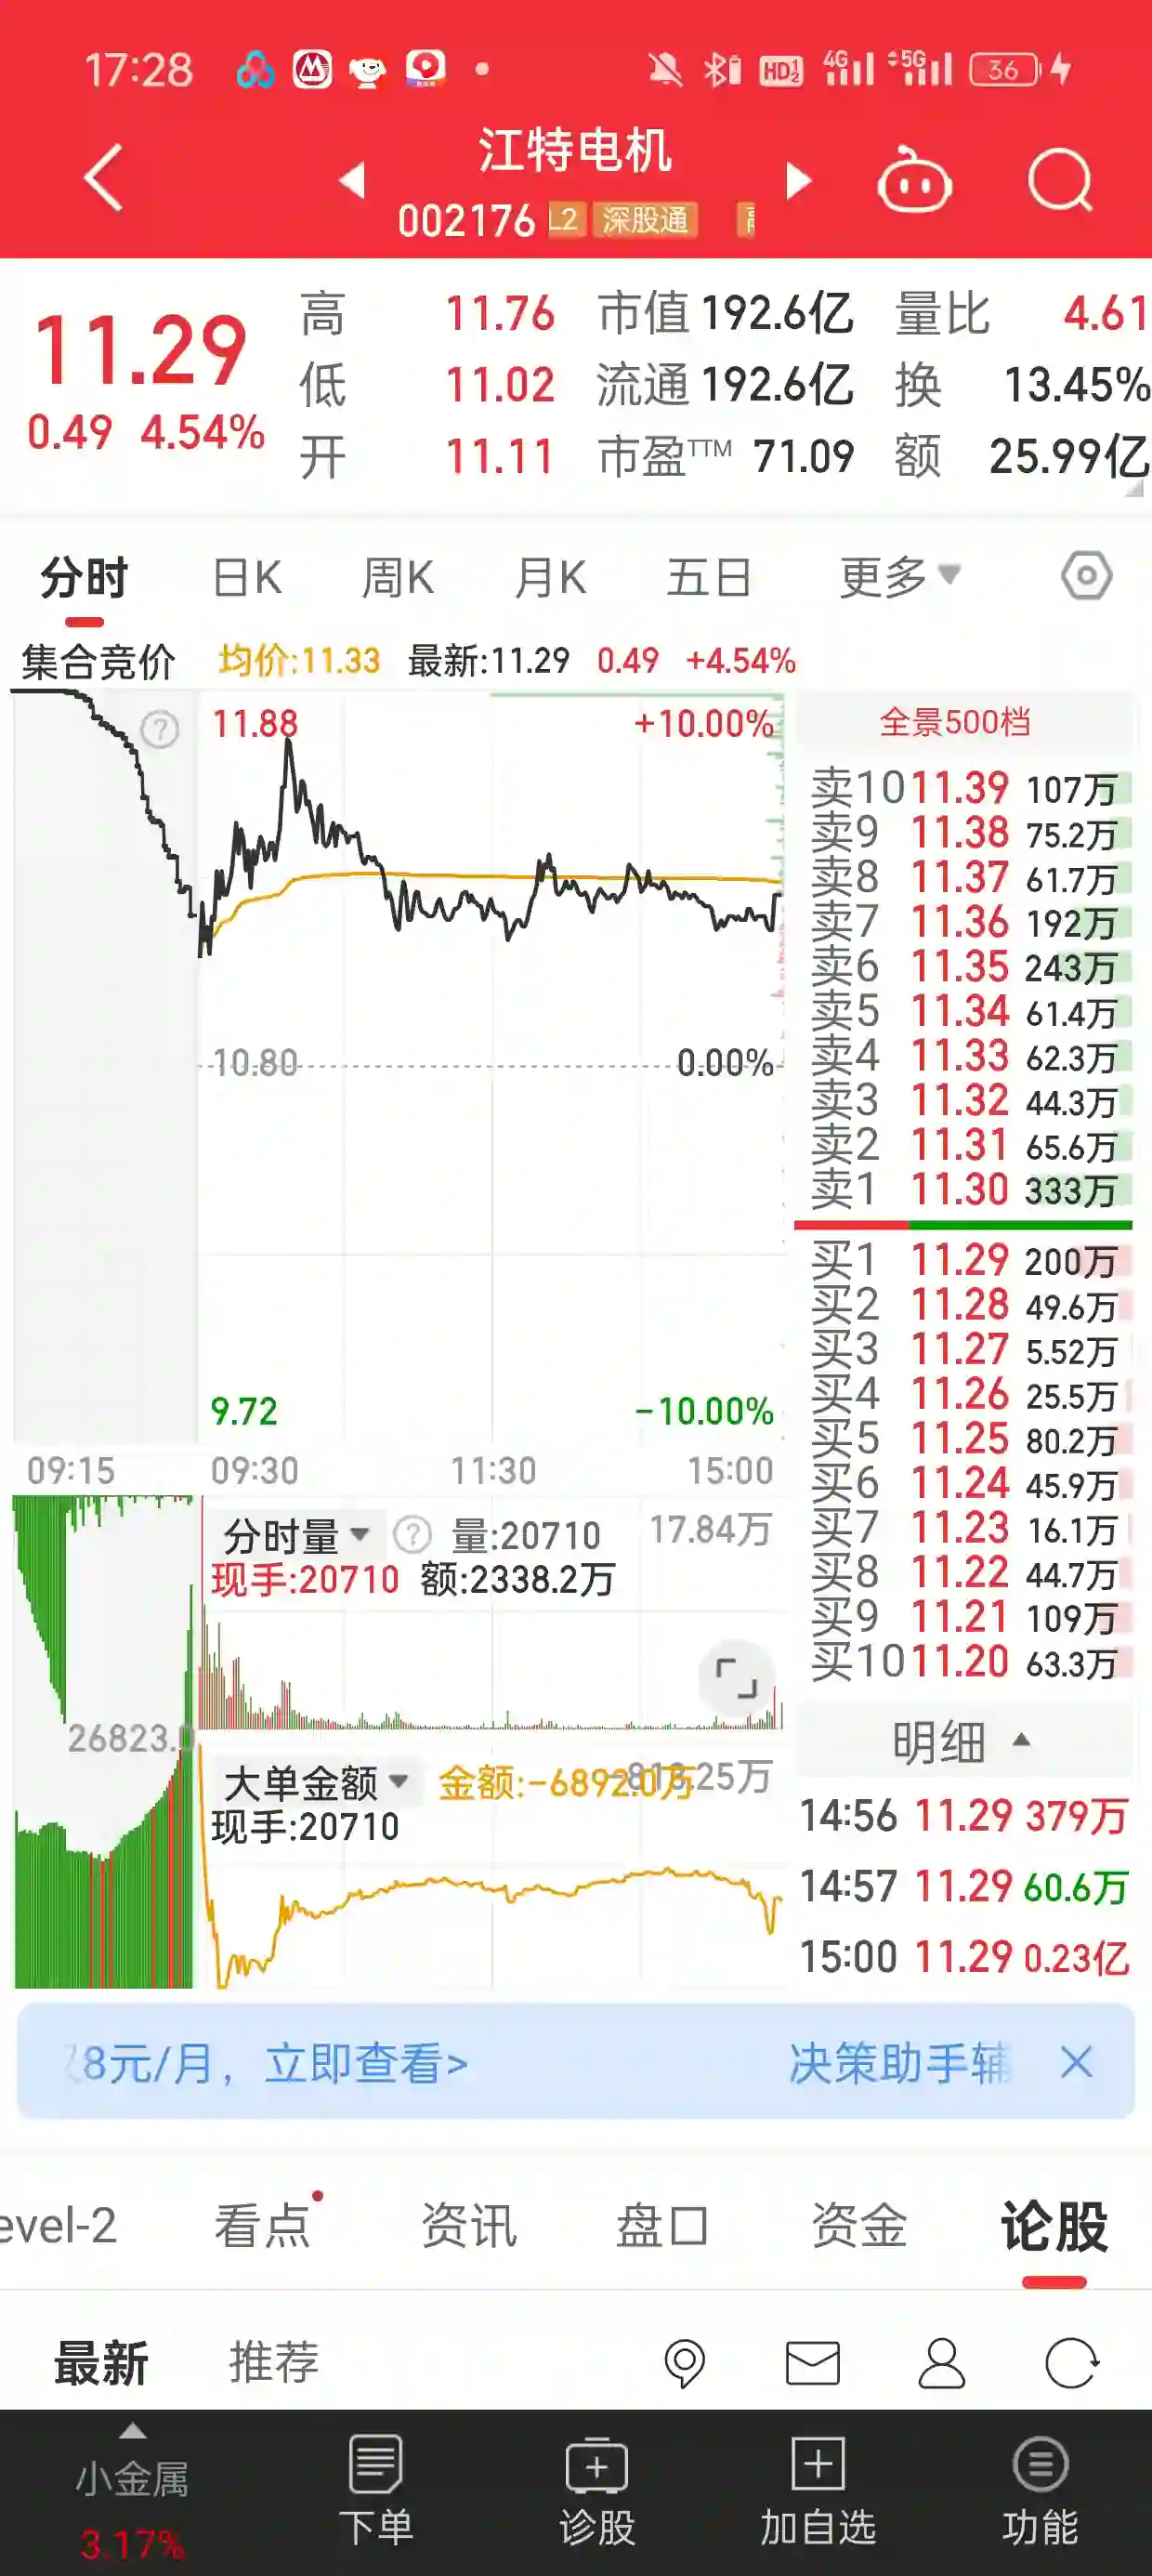 17:28 HD 4G 5G 36
江特电机
002176 L2 深股通
11.29
0.49 4.54%
高 11.76 市值 192.6亿 量比 4.61
低 11.02 流通 192.6亿 换 13.45%
开 11.11 市盈TTM 71.09 额 25.99亿
分时 日K 周K 月K 五日 更多
集合竞价 均价:11.33 最新:11.29 0.49 +4.54%
11.88 +10.00%
10.80 0.00%
9.72 -10.00%
09:15 09:30 11:30 15:00
全景500档
卖10 11.39 107万
卖9 11.38 75.2万
卖8 11.37 61.7万
卖7 11.36 192万
卖6 11.35 243万
卖5 11.34 61.4万
卖4 11.33 62.3万
卖3 11.32 44.3万
卖2 11.31 65.6万
卖1 11.30 333万
买1 11.29 200万
买2 11.28 49.6万
买3 11.27 5.52万
买4 11.26 25.5万
买5 11.25 80.2万
买6 11.24 45.9万
买7 11.23 16.1万
买8 11.22 44.7万
买9 11.21 109万
买10 11.20 63.3万
分时量 ? 量:20710 17.84万
现手:20710 额:2338.2万
26823.0
大单金额 金额:-6892.0万
现手:20710
明细
14:56 11.29 379万
14:57 11.29 60.6万
15:00 11.29 0.23亿
8元/月，立即查看> 决策助手辅
evel-2 看点 资讯 盘口 资金 论股
最新 推荐
小金属
3.17%
下单 诊股 加自选 功能